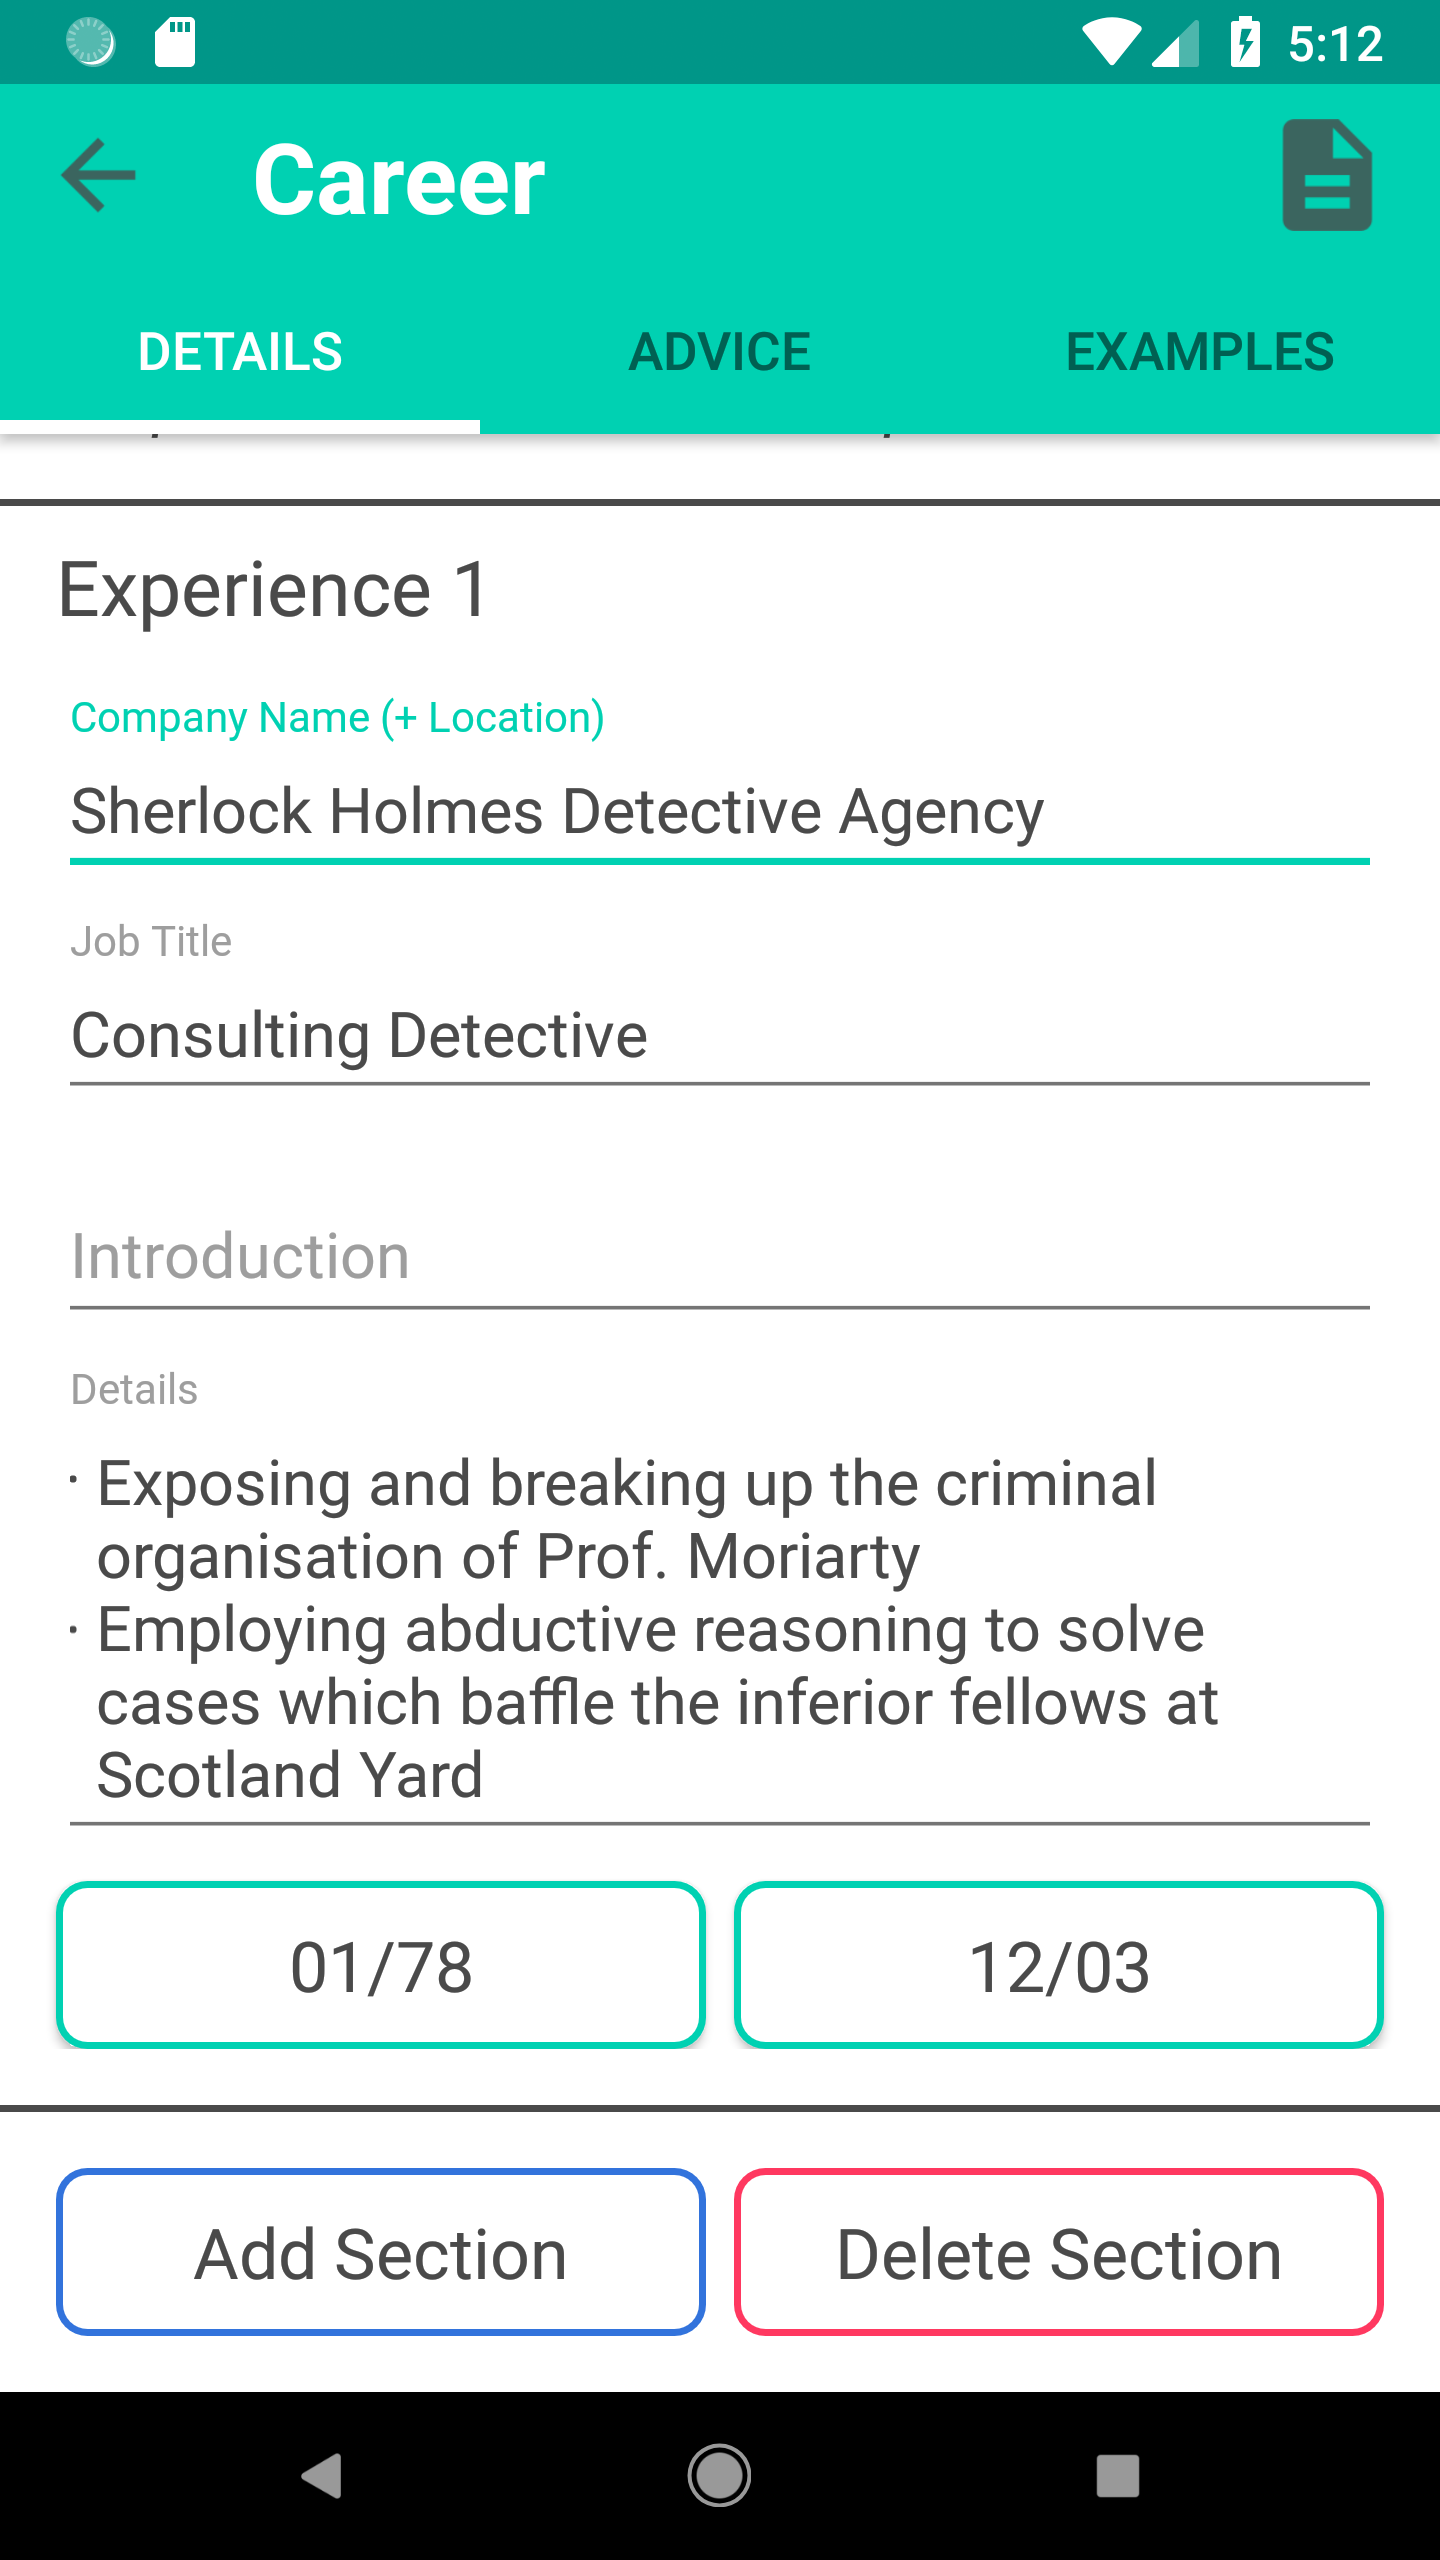 5:12
Career
DETAILS
ADVICE
EXAMPLES
Experience 1
Company Name (+ Location)
Sherlock Holmes Detective Agency
Job Title
Consulting Detective
Introduction
Details
· Exposing and breaking up the criminal
organisation of Prof. Moriarty
· Employing abductive reasoning to solve
cases which baffle the inferior fellows at
Scotland Yard
01/78
12/03
Add Section
Delete Section